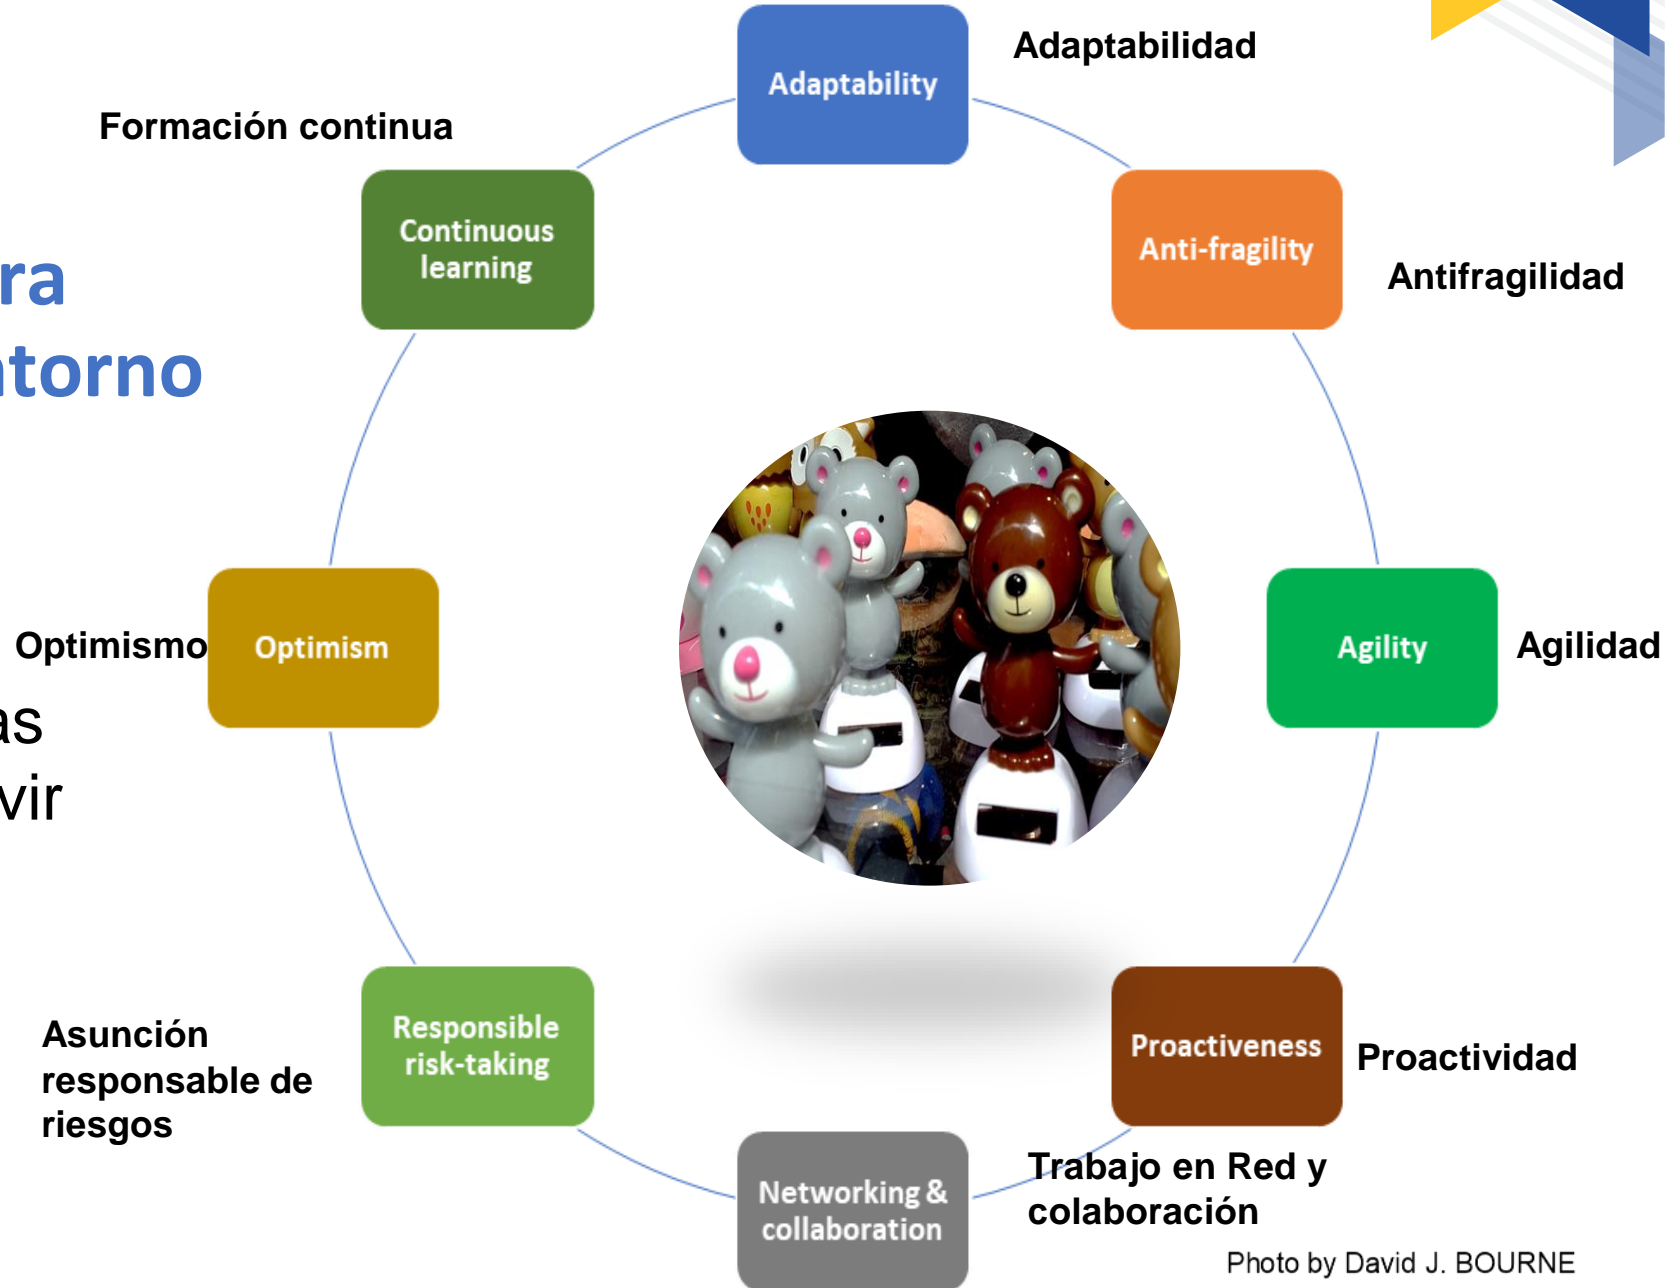 Adaptability
Adaptabilidad
Formación continua
Continuous
learning
Anti-fragility
Antifragilidad
ra
ntorno
Optimismo
Optimism
Agility
Agilidad
as
vir
Responsible
risk-taking
Asunción
responsable de
riesgos
Proactiveness
Proactividad
Networking &
collaboration
Trabajo en Red y
colaboración
Photo by David J. BOURNE